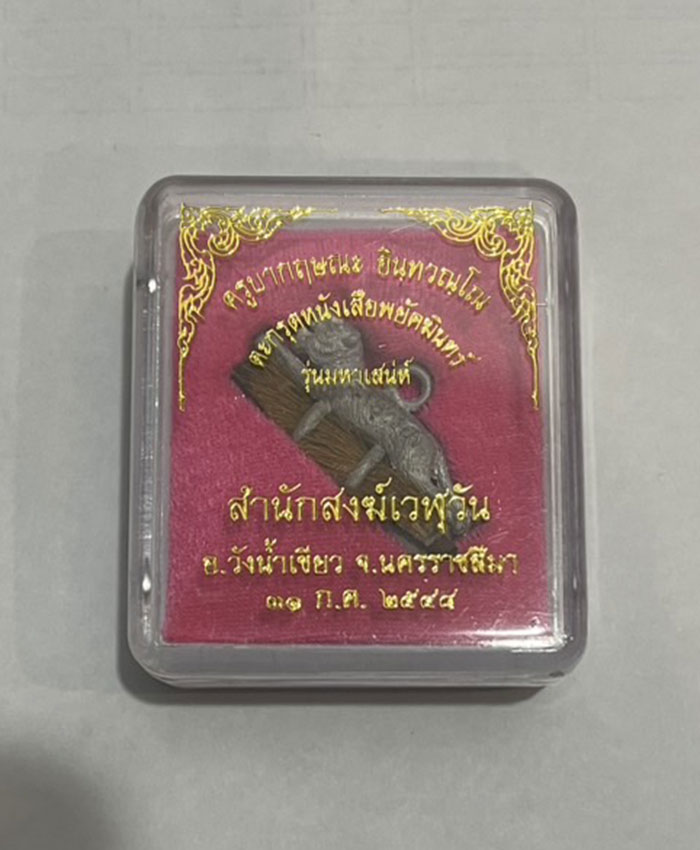 ครูบากฤษณะ อินฺทวณฺโณ
ตะกรุตหนังเสือพยัคฆินทร์
รุ่นมหาเสน่ห์
สำนักสงฆ์เวฬุวัน
อ.วังน้ำเขียว จ.นครราชสีมา
๓๑ ก.ค. ๒๕๔๘